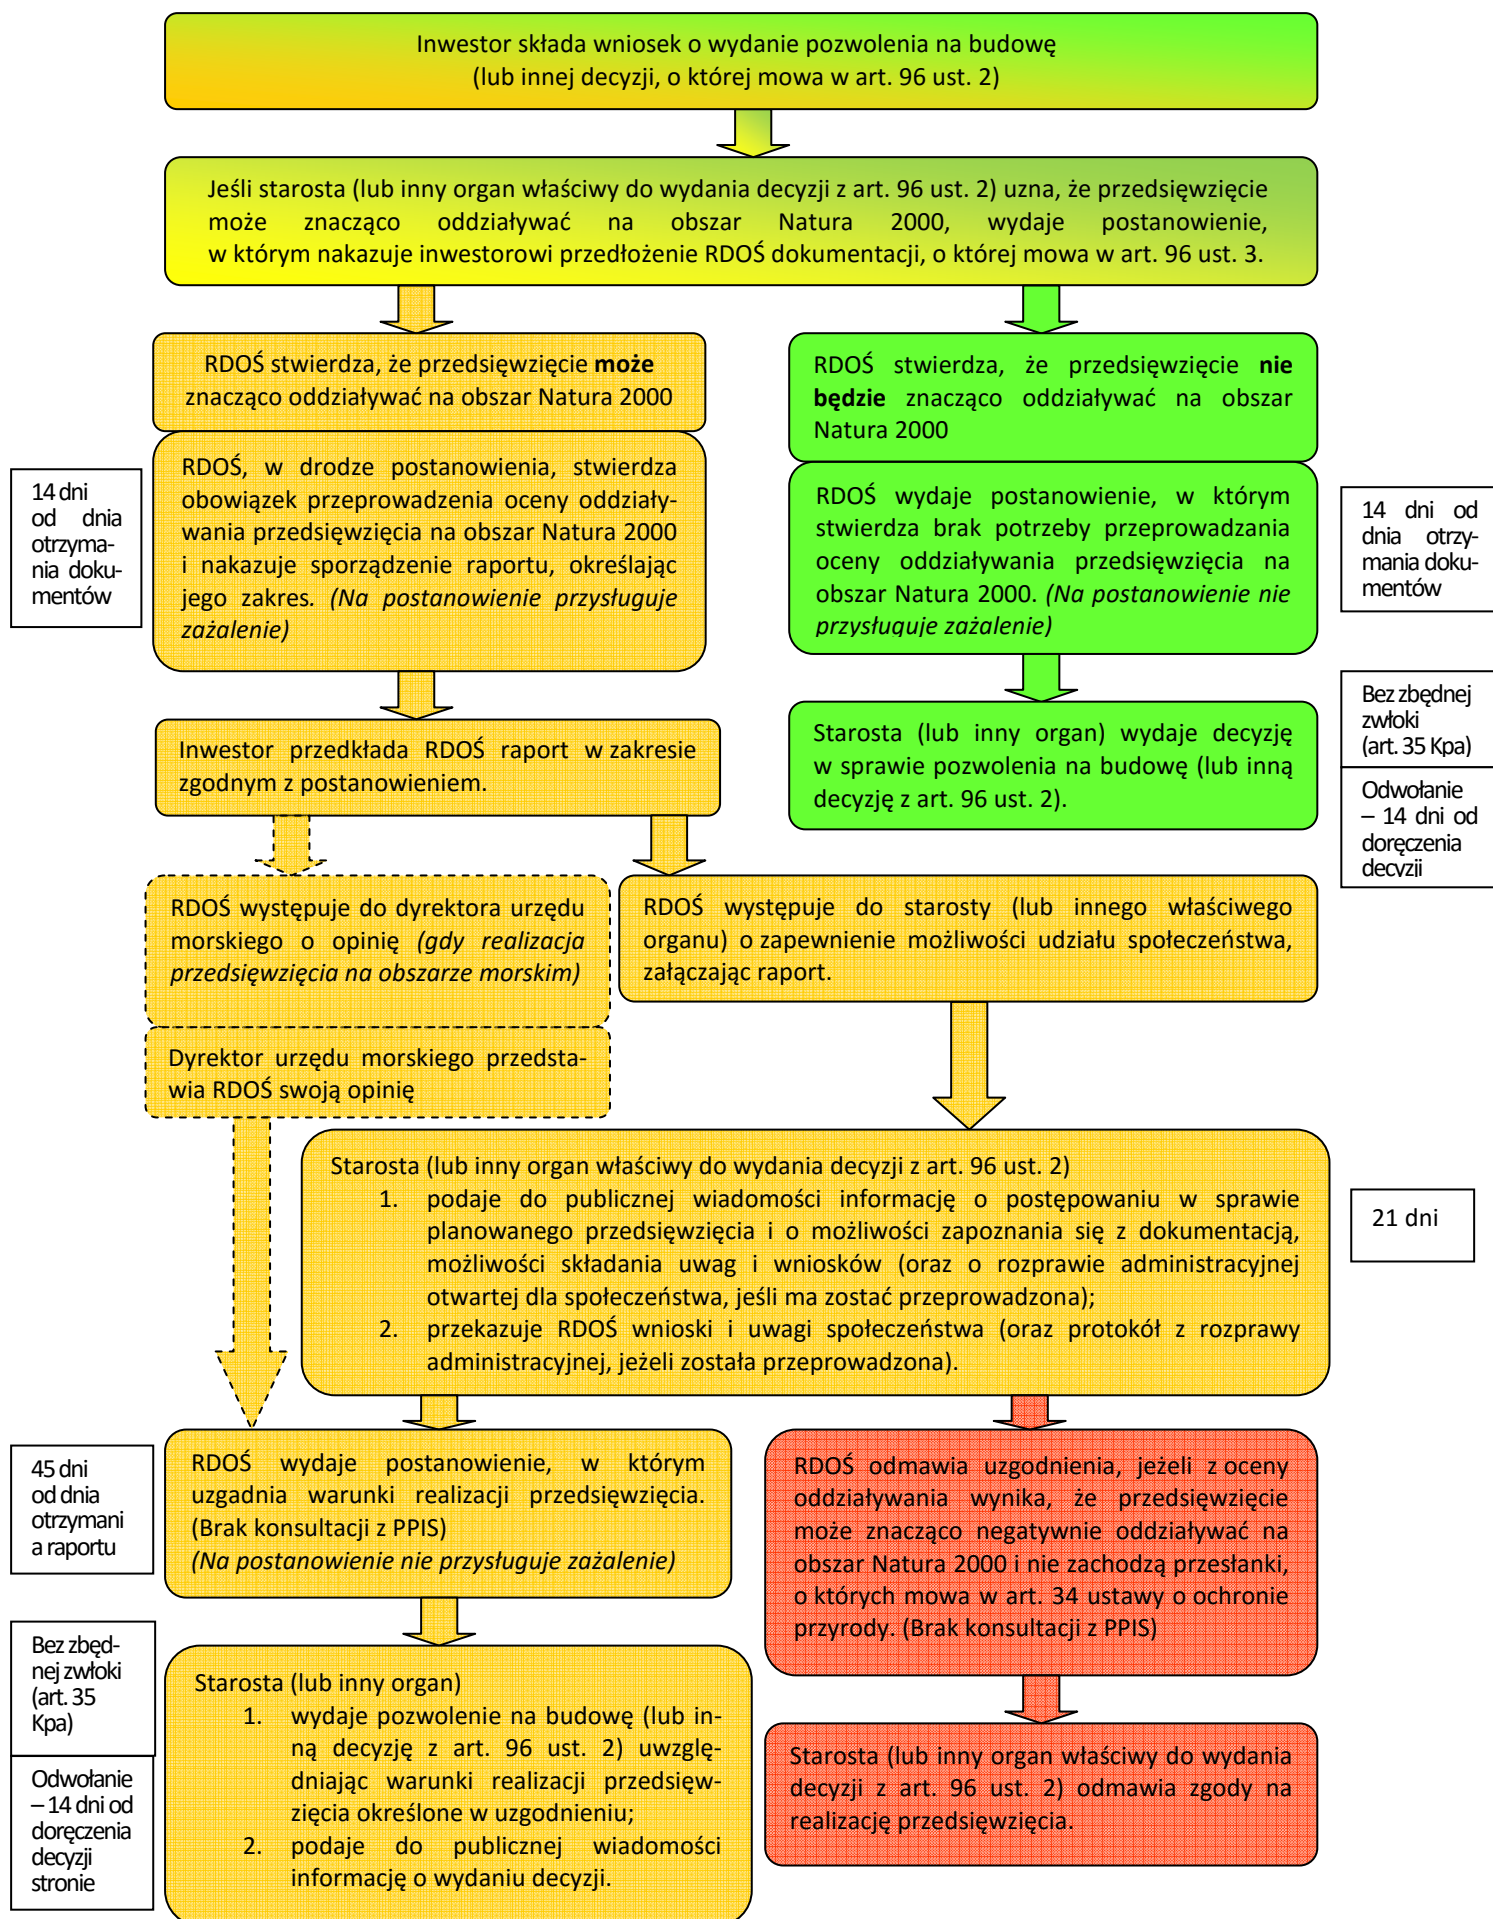 Inwestor składa wniosek o wydanie pozwolenia na budowę
(lub innej decyzji, o której mowa w art. 96 ust. 2)
Jeśli starosta (lub inny organ właściwy do wydania decyzji z art. 96 ust. 2) uzna, że przedsięwzięcie
może znacząco oddziaływać na obszar Natura 2000, wydaje postanowienie,
w którym nakazuje inwestorowi przedłożenie RDOŚ dokumentacji, o której mowa w art. 96 ust. 3.
RDOŚ stwierdza, że przedsięwzięcie może
znacząco oddziaływać na obszar Natura 2000
RDOŚ stwierdza, że przedsięwzięcie nie
będzie znacząco oddziaływać na obszar
Natura 2000
14 dni
od dnia
otrzyma-
nia doku-
mentów
RDOŚ, w drodze postanowienia, stwierdza
obowiązek przeprowadzenia oceny oddziały-
wania przedsięwzięcia na obszar Natura 2000
i nakazuje sporządzenie raportu, określając
jego zakres. (Na postanowienie przysługuje
zażalenie)
RDOŚ wydaje postanowienie, w którym
stwierdza brak potrzeby przeprowadzania
oceny oddziaływania przedsięwzięcia na
obszar Natura 2000. (Na postanowienie nie
przysługuje zażalenie)
14 dni od
dnia otrzy-
mania doku-
mentów
Inwestor przedkłada RDOŚ raport w zakresie
zgodnym z postanowieniem.
Starosta (lub inny organ) wydaje decyzję
w sprawie pozwolenia na budowę (lub inną
decyzję z art. 96 ust. 2).
Bez zbędnej
zwłoki
(art. 35 Kpa)
Odwołanie
– 14 dni od
doręczenia
decyzji
RDOŚ występuje do dyrektora urzędu
morskiego o opinię (gdy realizacja
przedsięwzięcia na obszarze morskim)
RDOŚ występuje do starosty (lub innego właściwego
organu) o zapewnienie możliwości udziału społeczeństwa,
załączając raport.
Dyrektor urzędu morskiego przedsta-
wia RDOŚ swoją opinię
Starosta (lub inny organ właściwy do wydania decyzji z art. 96 ust. 2)
1. podaje do publicznej wiadomości informację o postępowaniu w sprawie
planowanego przedsięwzięcia i o możliwości zapoznania się z dokumentacją,
możliwości składania uwag i wniosków (oraz o rozprawie administracyjnej
otwartej dla społeczeństwa, jeśli ma zostać przeprowadzona);
2. przekazuje RDOŚ wnioski i uwagi społeczeństwa (oraz protokół z rozprawy
administracyjnej, jeżeli została przeprowadzona).
21 dni
45 dni
od dnia
otrzymani
a raportu
RDOŚ wydaje postanowienie, w którym
uzgadnia warunki realizacji przedsięwzięcia.
(Brak konsultacji z PPIS)
(Na postanowienie nie przysługuje zażalenie)
RDOŚ odmawia uzgodnienia, jeżeli z oceny
oddziaływania wynika, że przedsięwzięcie
może znacząco negatywnie oddziaływać na
obszar Natura 2000 i nie zachodzą przesłanki,
o których mowa w art. 34 ustawy o ochronie
przyrody. (Brak konsultacji z PPIS)
Bez zbęd-
nej zwłoki
(art. 35
Kpa)
Odwołanie
– 14 dni od
doręczenia
decyzji
stronie
Starosta (lub inny organ)
1. wydaje pozwolenie na budowę (lub in-
ną decyzję z art. 96 ust. 2) uwzglę-
dniając warunki realizacji przedsięw-
zięcia określone w uzgodnieniu;
2. podaje do publicznej wiadomości
informację o wydaniu decyzji.
Starosta (lub inny organ właściwy do wydania
decyzji z art. 96 ust. 2) odmawia zgody na
realizację przedsięwzięcia.